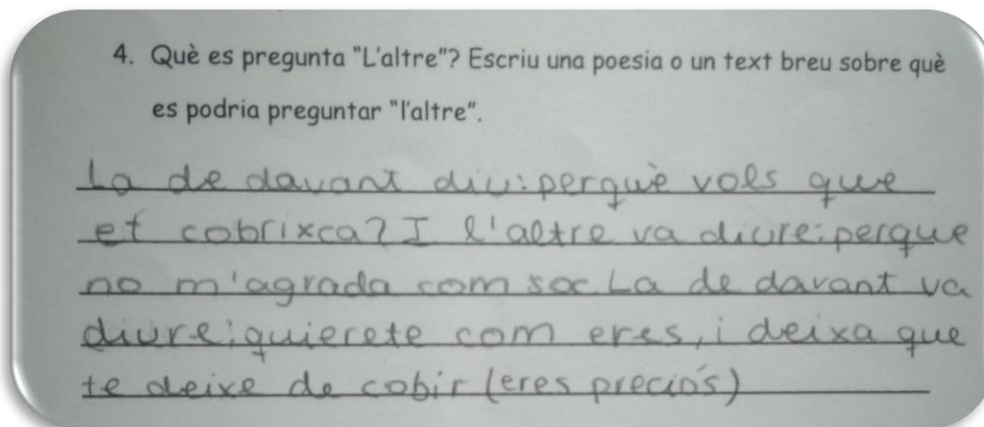 4. Què es pregunta "L'altre"? Escriu una poesia o un text breu sobre què
es podria preguntar "l'altre".
La de davant diu: perquè vols que
et cobrixca? I l'altre va diure: perque
no m'agrada com soc. La de davant va
diure: quierete com eres, i deixa que
te deixe de cobir (eres preciós)